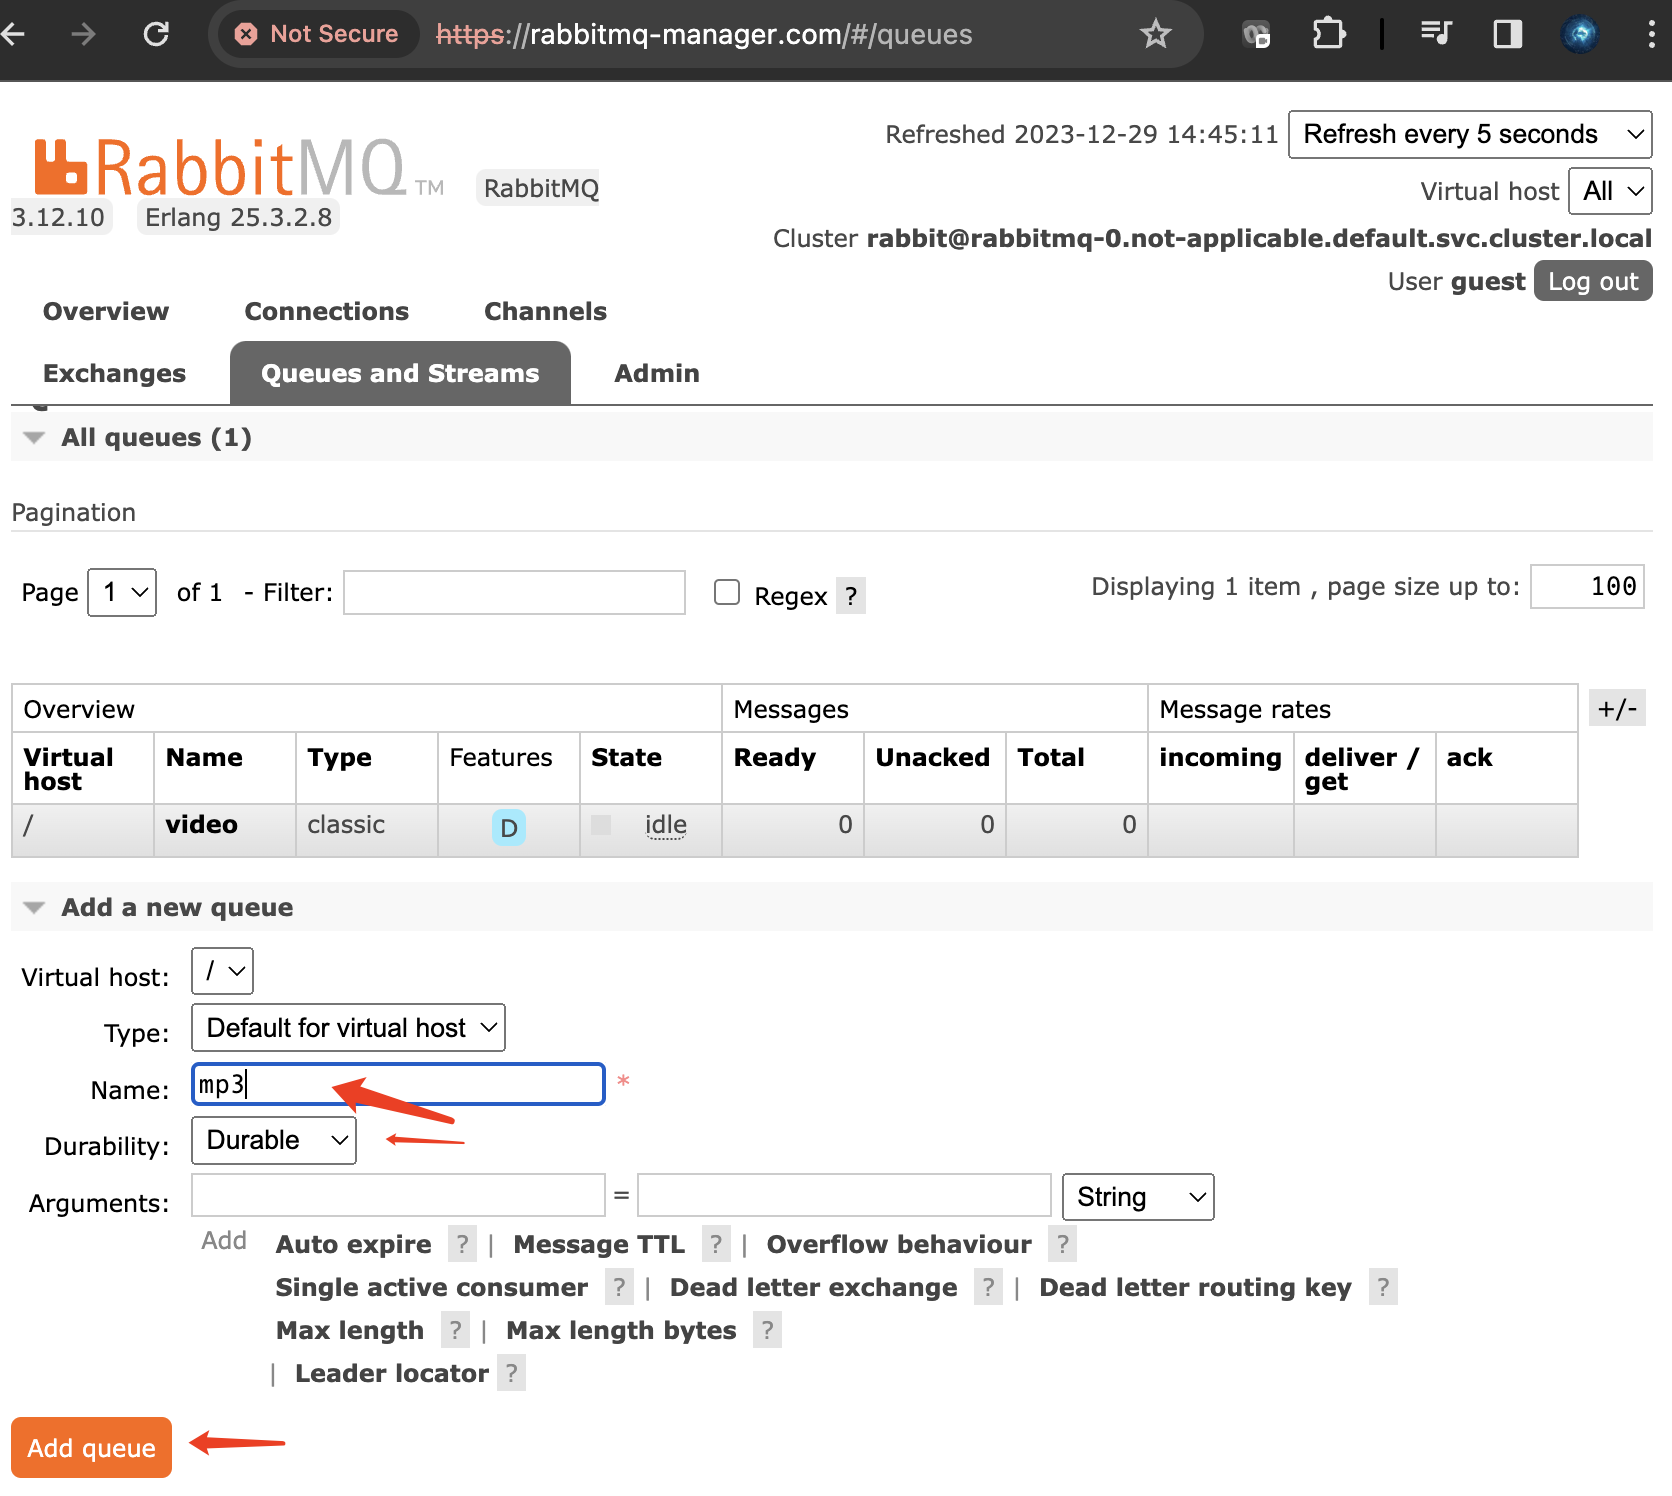 Not Secure https://rabbitmq-manager.com/#/queues
Refreshed 2023-12-29 14:45:11 Refresh every 5 seconds
RabbitMQ TM RabbitMQ
3.12.10 Erlang 25.3.2.8
Virtual host All
Cluster rabbit@rabbitmq-0.not-applicable.default.svc.cluster.local
User guest Log out
Overview Connections Channels
Exchanges Queues and Streams Admin
All queues (1)
Pagination
Page 1 of 1 - Filter: Regex ? Displaying 1 item , page size up to: 100
Overview Messages Message rates +/-
Virtual host Name Type Features State Ready Unacked Total incoming deliver / get ack
/ video classic D idle 0 0 0
Add a new queue
Virtual host: /
Type: Default for virtual host
Name: mp3 *
Durability: Durable
Arguments: = String
Add Auto expire ? | Message TTL ? | Overflow behaviour ?
Single active consumer ? | Dead letter exchange ? | Dead letter routing key ?
Max length ? | Max length bytes ?
| Leader locator ?
Add queue